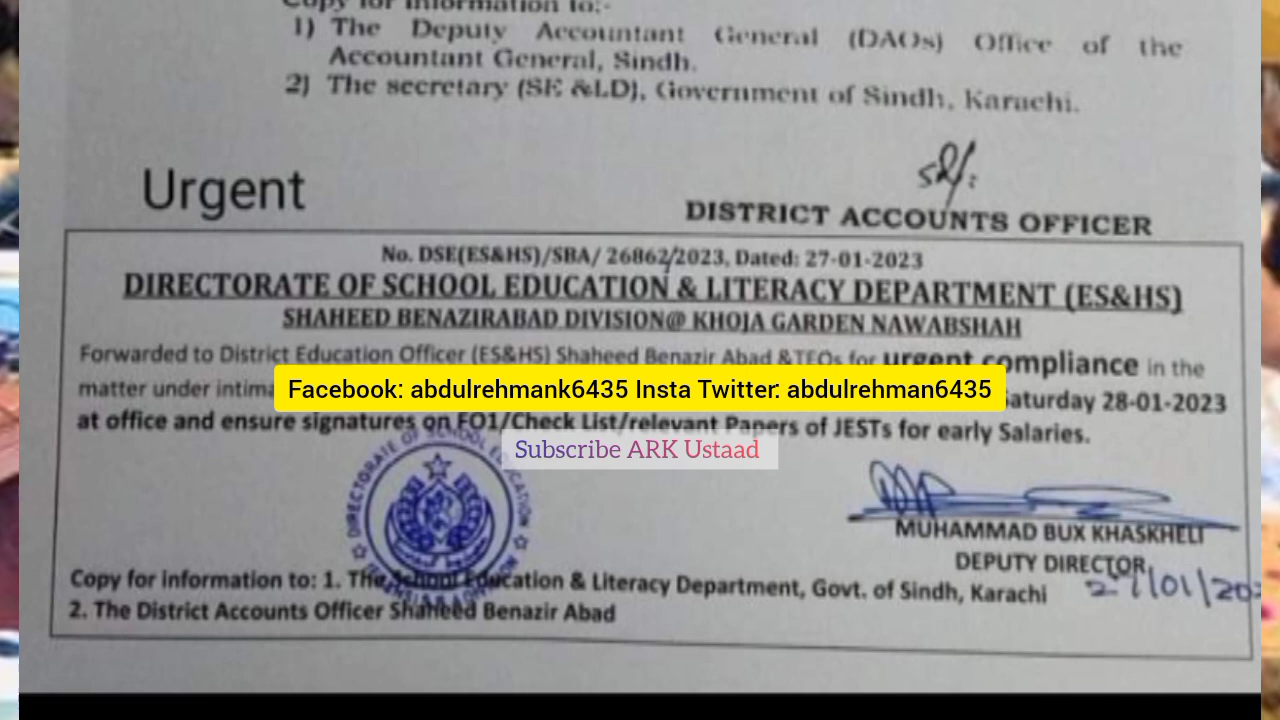 Copy for information to:-
1) The Deputy Accountant General (DAOs) Office of the
Accountant General, Sindh.
2) The secretary (SE &LD), Government of Sindh, Karachi.
Sd/:
Urgent
DISTRICT ACCOUNTS OFFICER
No. DSE(ES&HS)/SBA/ 26862/2023, Dated: 27-01-2023
DIRECTORATE OF SCHOOL EDUCATION & LITERACY DEPARTMENT (ES&HS)
SHAHEED BENAZIRABAD DIVISION@ KHOJA GARDEN NAWABSHAH
Forwarded to District Education Officer (ES&HS) Shaheed Benazir Abad &TEOs for urgent compliance in the
matter under Saturday 28-01-2023
Facebook: abdulrehmank6435 Insta Twitter: abdulrehman6435
at office and ensure signatures on FO1/Check List/relevant Papers of JESTs for early Salaries.
Subscribe ARK Ustaad
DIRECTORATE OF SCHOOL EDUCATION
MUHAMMAD BUX KHASKHELI
DEPUTY DIRECTOR
Copy for information to: 1. The School Education & Literacy Department, Govt. of Sindh, Karachi
2. The District Accounts Officer Shaheed Benazir Abad